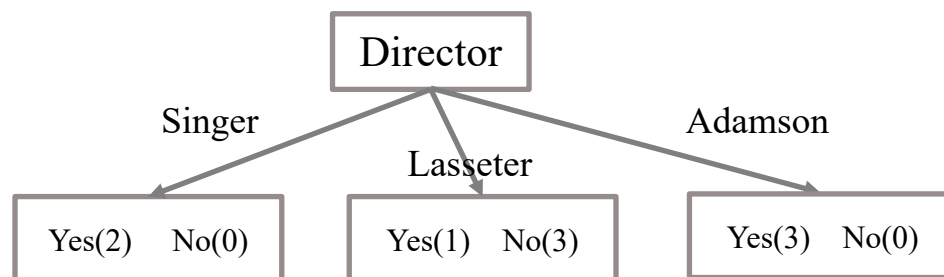 Director
Singer
Adamson
Lasseter
Yes(2) No(0)
Yes(1) No(3)
Yes(3) No(0)